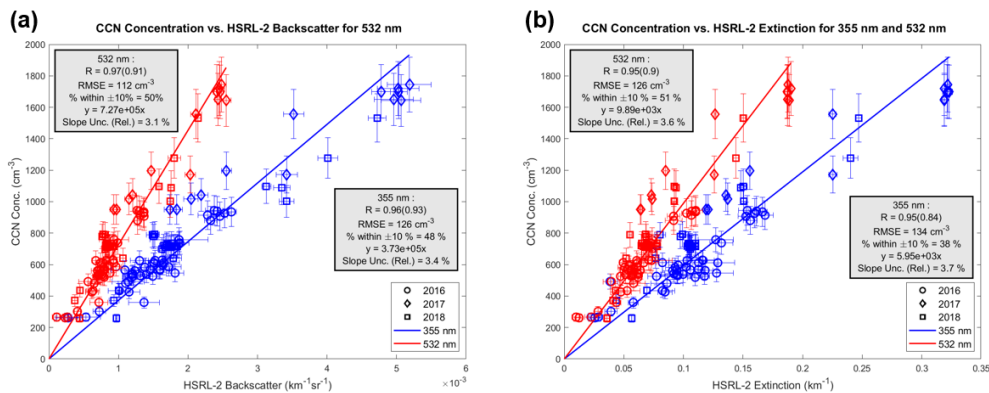 (a)
CCN Concentration vs. HSRL-2 Backscatter for 532 nm
2000
1800
1600
1400
1200
1000
800
600
400
200
0
CCN Conc. (cm-3)
532 nm :
R = 0.97(0.91)
RMSE = 112 cm-3
% within ±10% = 50%
y = 7.27e+05x
Slope Unc. (Rel.) = 3.1 %
355 nm :
R = 0.96(0.93)
RMSE = 126 cm-3
% within ±10% = 48 %
y = 3.73e+05x
Slope Unc. (Rel.) = 3.4 %
2016
2017
2018
355 nm
532 nm
0
1
2
3
4
5
6
×10-3
HSRL-2 Backscatter (km-1sr-1)
(b)
CCN Concentration vs. HSRL-2 Extinction for 355 nm and 532 nm
2000
1800
1600
1400
1200
1000
800
600
400
200
0
CCN Conc. (cm-3)
532 nm :
R = 0.95(0.9)
RMSE = 126 cm-3
% within ±10 % = 51 %
y = 9.89e+03x
Slope Unc. (Rel.) = 3.6 %
355 nm :
R = 0.95(0.84)
RMSE = 134 cm-3
% within ±10 % = 38 %
y = 5.95e+03x
Slope Unc. (Rel.) = 3.7 %
2016
2017
2018
355 nm
532 nm
0
0.05
0.1
0.15
0.2
0.25
0.3
0.35
HSRL-2 Extinction (km-1)